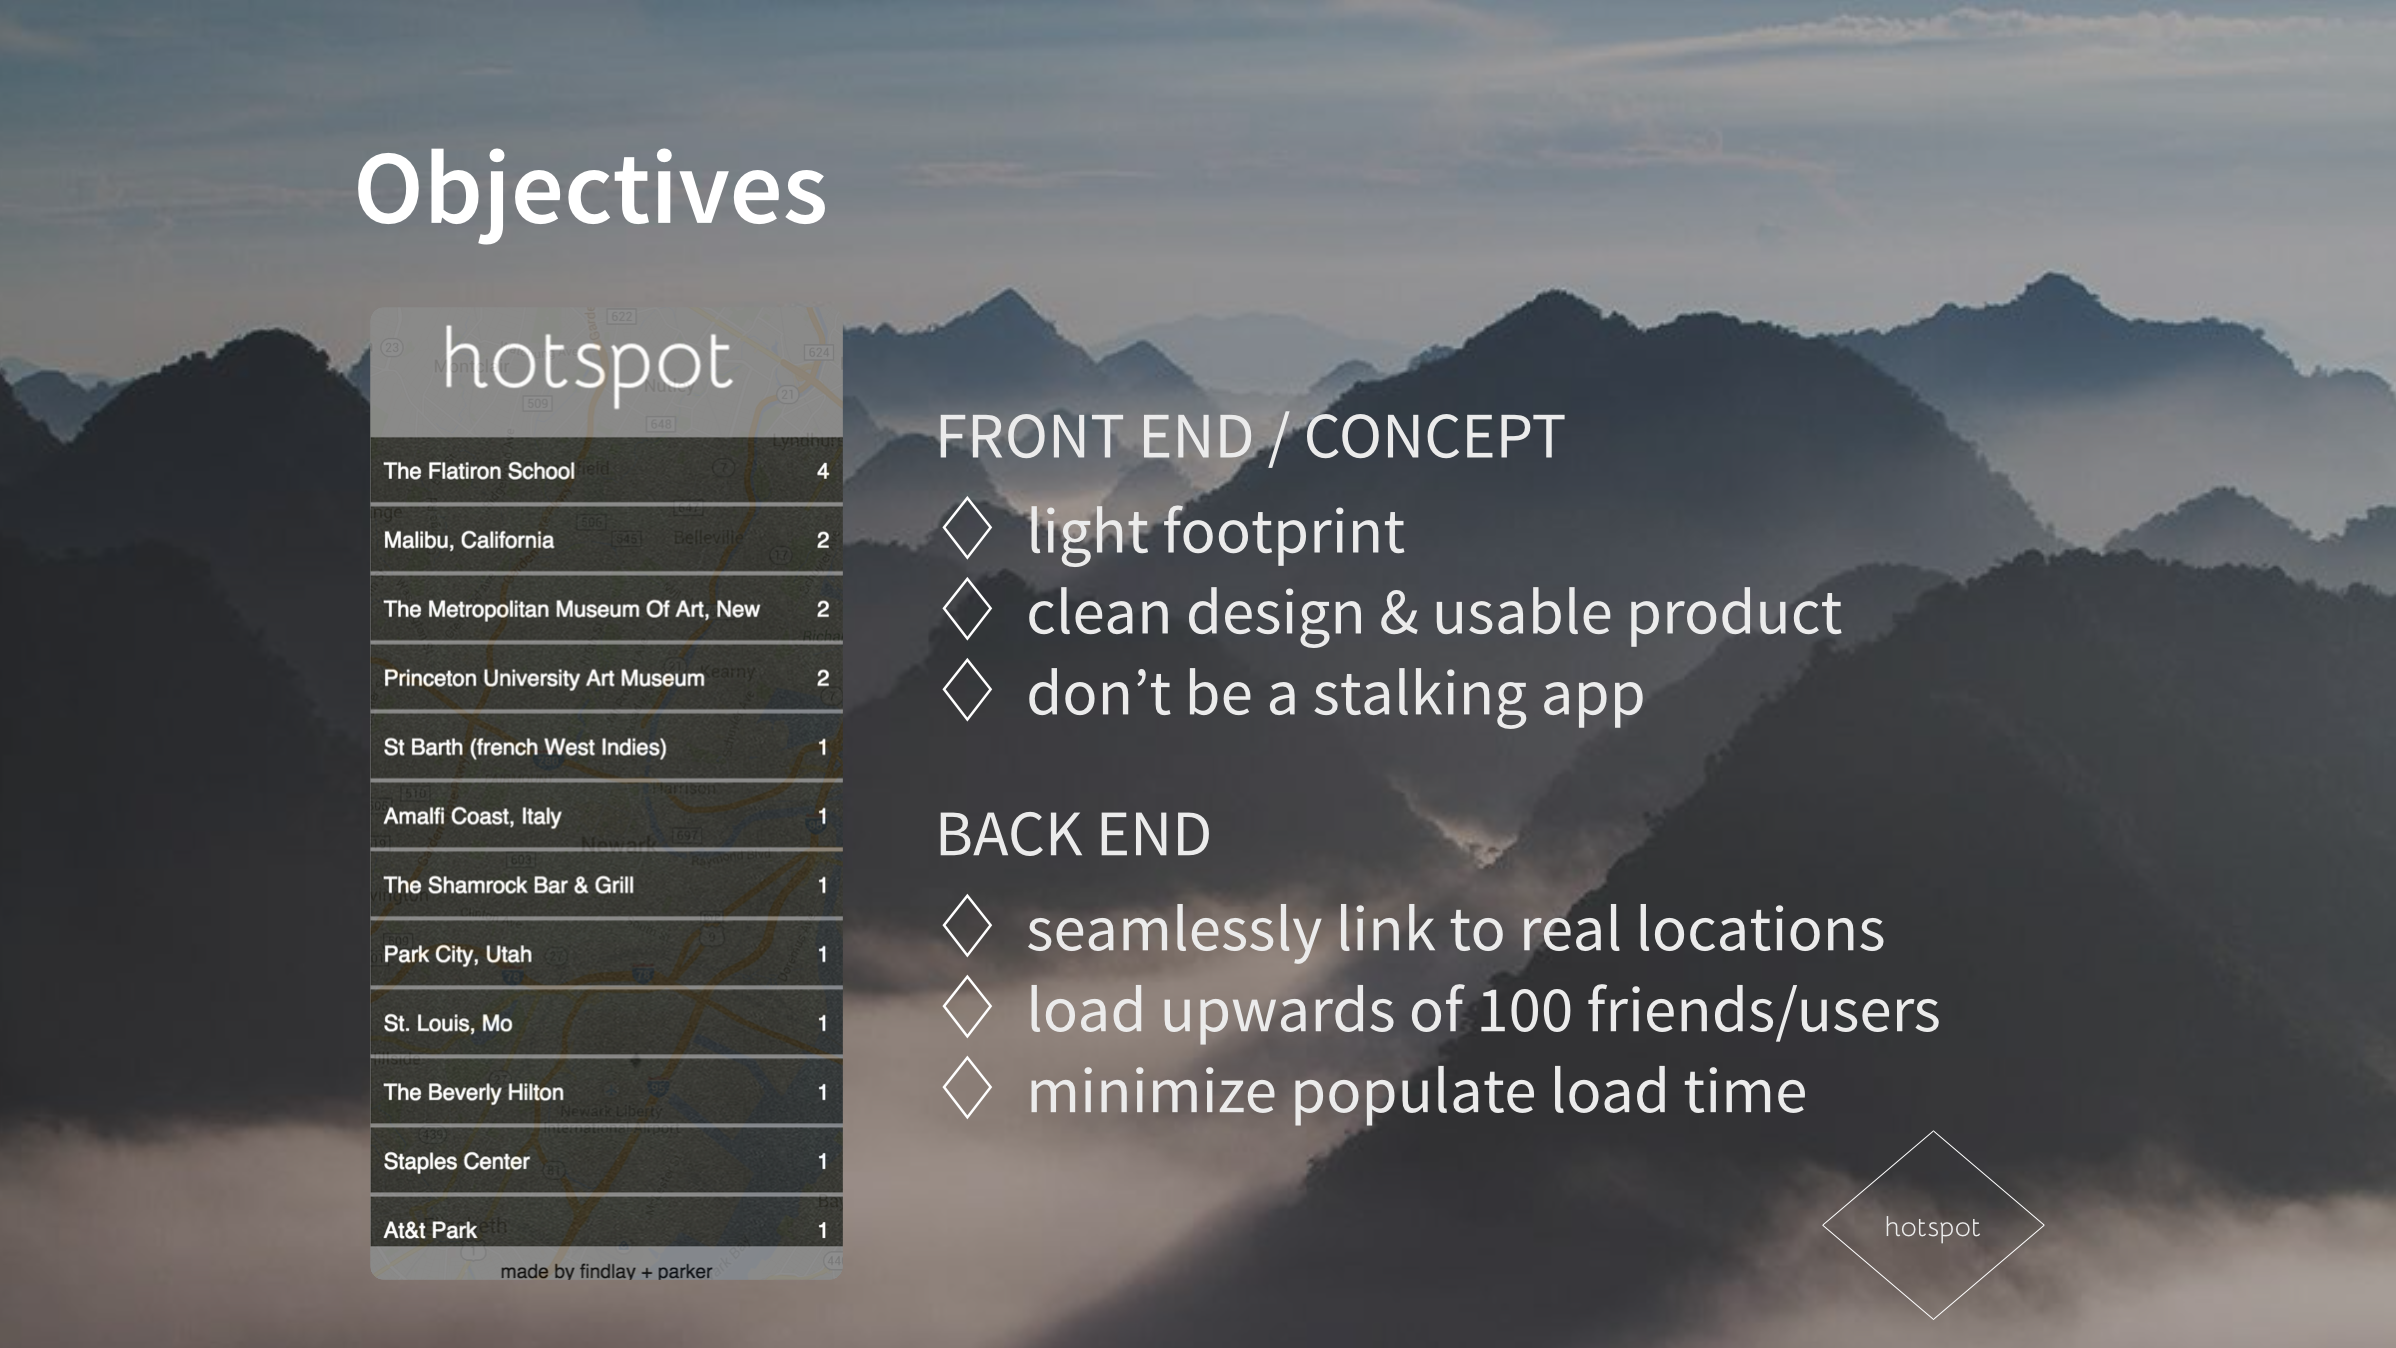 Objectives
hotspot
The Flatiron School 4
Malibu, California 2
The Metropolitan Museum Of Art, New 2
Princeton University Art Museum 2
St Barth (french West Indies) 1
Amalfi Coast, Italy 1
The Shamrock Bar & Grill 1
Park City, Utah 1
St. Louis, Mo 1
The Beverly Hilton 1
Staples Center 1
At&t Park 1
made by findlay + parker
FRONT END / CONCEPT
light footprint
clean design & usable product
don’t be a stalking app
BACK END
seamlessly link to real locations
load upwards of 100 friends/users
minimize populate load time
hotspot